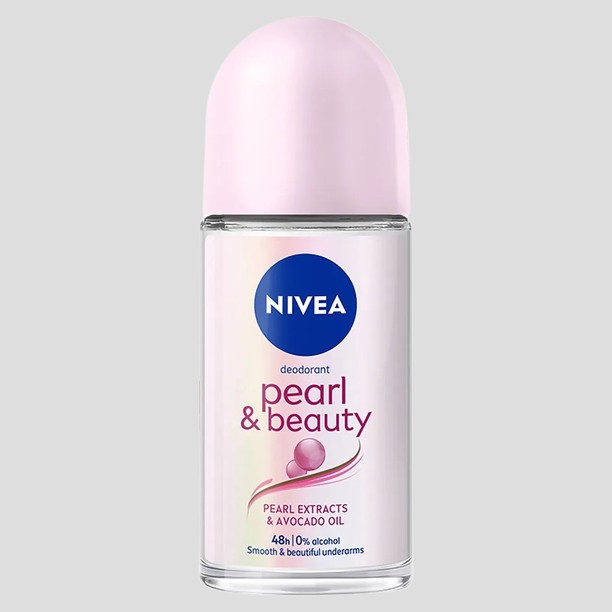 NIVEA
deodorant
pearl
& beauty
PEARL EXTRACTS
& AVOCADO OIL
48h | 0% alcohol
Smooth & beautiful underarms